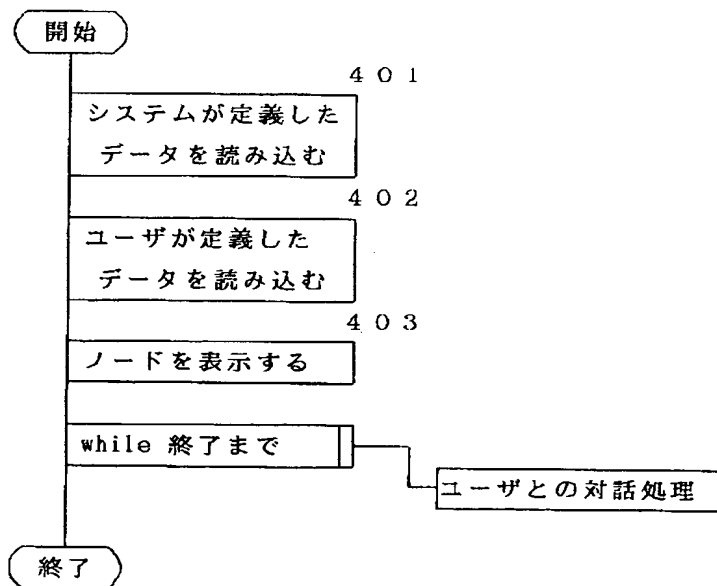 開始
４０１
システムが定義した
データを読み込む
４０２
ユーザが定義した
データを読み込む
４０３
ノードを表示する
while 終了まで
ユーザとの対話処理
終了